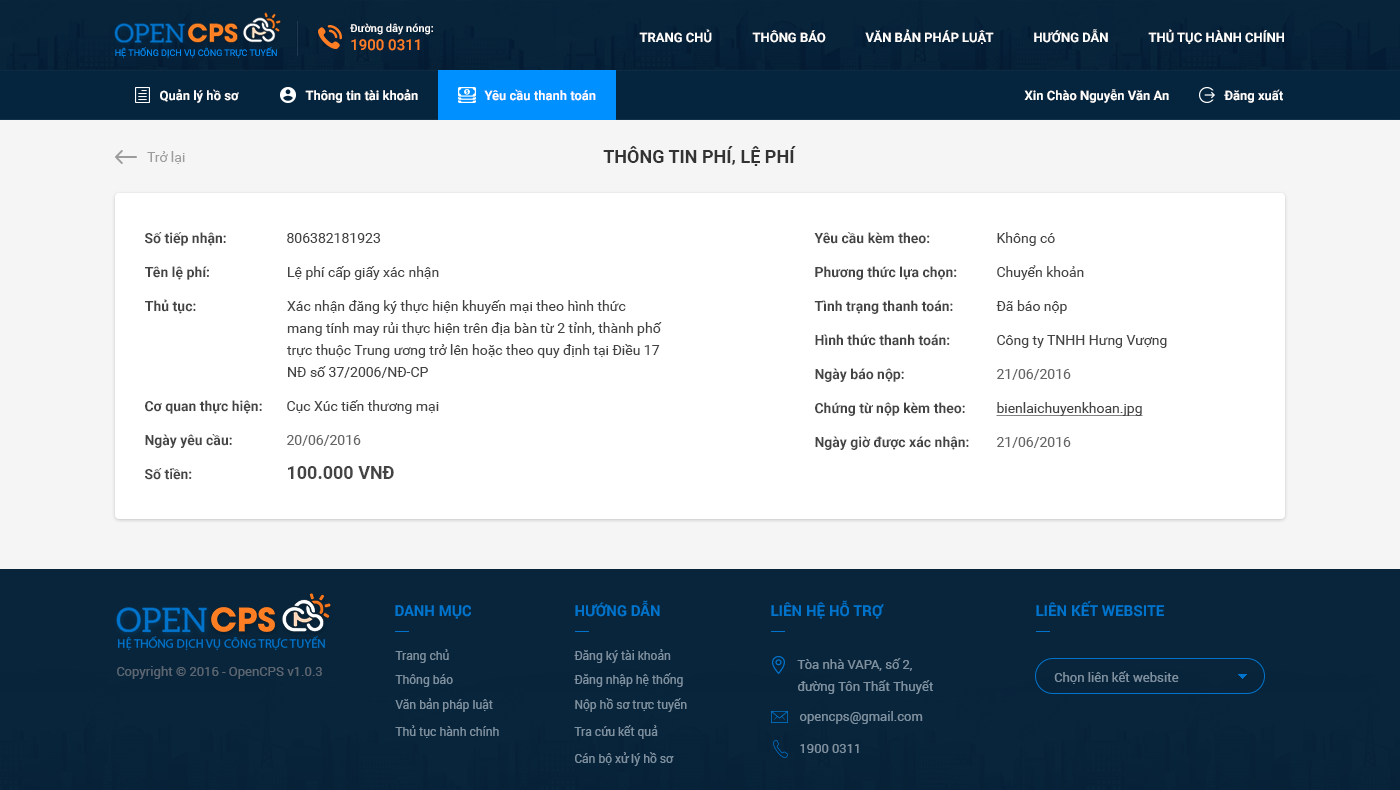 OPEN CPS
HỆ THỐNG DỊCH VỤ CÔNG TRỰC TUYẾN
Đường dây nóng:
1900 0311
TRANG CHỦ
THÔNG BÁO
VĂN BẢN PHÁP LUẬT
HƯỚNG DẪN
THỦ TỤC HÀNH CHÍNH
Quản lý hồ sơ
Thông tin tài khoản
Yêu cầu thanh toán
Xin Chào Nguyễn Văn An
Đăng xuất
Trở lại
THÔNG TIN PHÍ, LỆ PHÍ
Số tiếp nhận: 806382181923
Tên lệ phí: Lệ phí cấp giấy xác nhận
Thủ tục: Xác nhận đăng ký thực hiện khuyến mại theo hình thức
mang tính may rủi thực hiện trên địa bàn từ 2 tỉnh, thành phố
trực thuộc Trung ương trở lên hoặc theo quy định tại Điều 17
NĐ số 37/2006/NĐ-CP
Cơ quan thực hiện: Cục Xúc tiến thương mại
Ngày yêu cầu: 20/06/2016
Số tiền: 100.000 VNĐ
Yêu cầu kèm theo: Không có
Phương thức lựa chọn: Chuyển khoản
Tình trạng thanh toán: Đã báo nộp
Hình thức thanh toán: Công ty TNHH Hưng Vượng
Ngày báo nộp: 21/06/2016
Chứng từ nộp kèm theo: bienlaichuyenkhoan.jpg
Ngày giờ được xác nhận: 21/06/2016
OPEN CPS
HỆ THỐNG DỊCH VỤ CÔNG TRỰC TUYẾN
Copyright © 2016 - OpenCPS v1.0.3
DANH MỤC
Trang chủ
Thông báo
Văn bản pháp luật
Thủ tục hành chính
HƯỚNG DẪN
Đăng ký tài khoản
Đăng nhập hệ thống
Nộp hồ sơ trực tuyến
Tra cứu kết quả
Cán bộ xử lý hồ sơ
LIÊN HỆ HỖ TRỢ
Tòa nhà VAPA, số 2,
đường Tôn Thất Thuyết
opencps@gmail.com
1900 0311
LIÊN KẾT WEBSITE
Chọn liên kết website